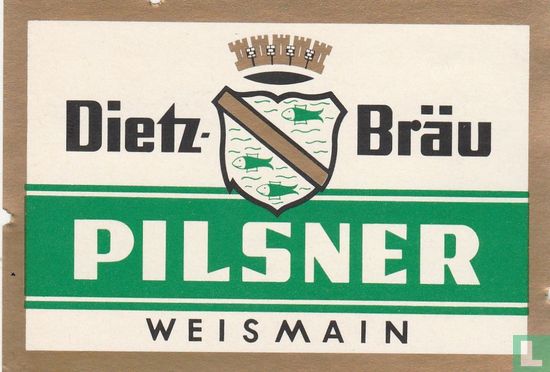 Dietz-Bräu
PILSNER
WEISMAIN
L